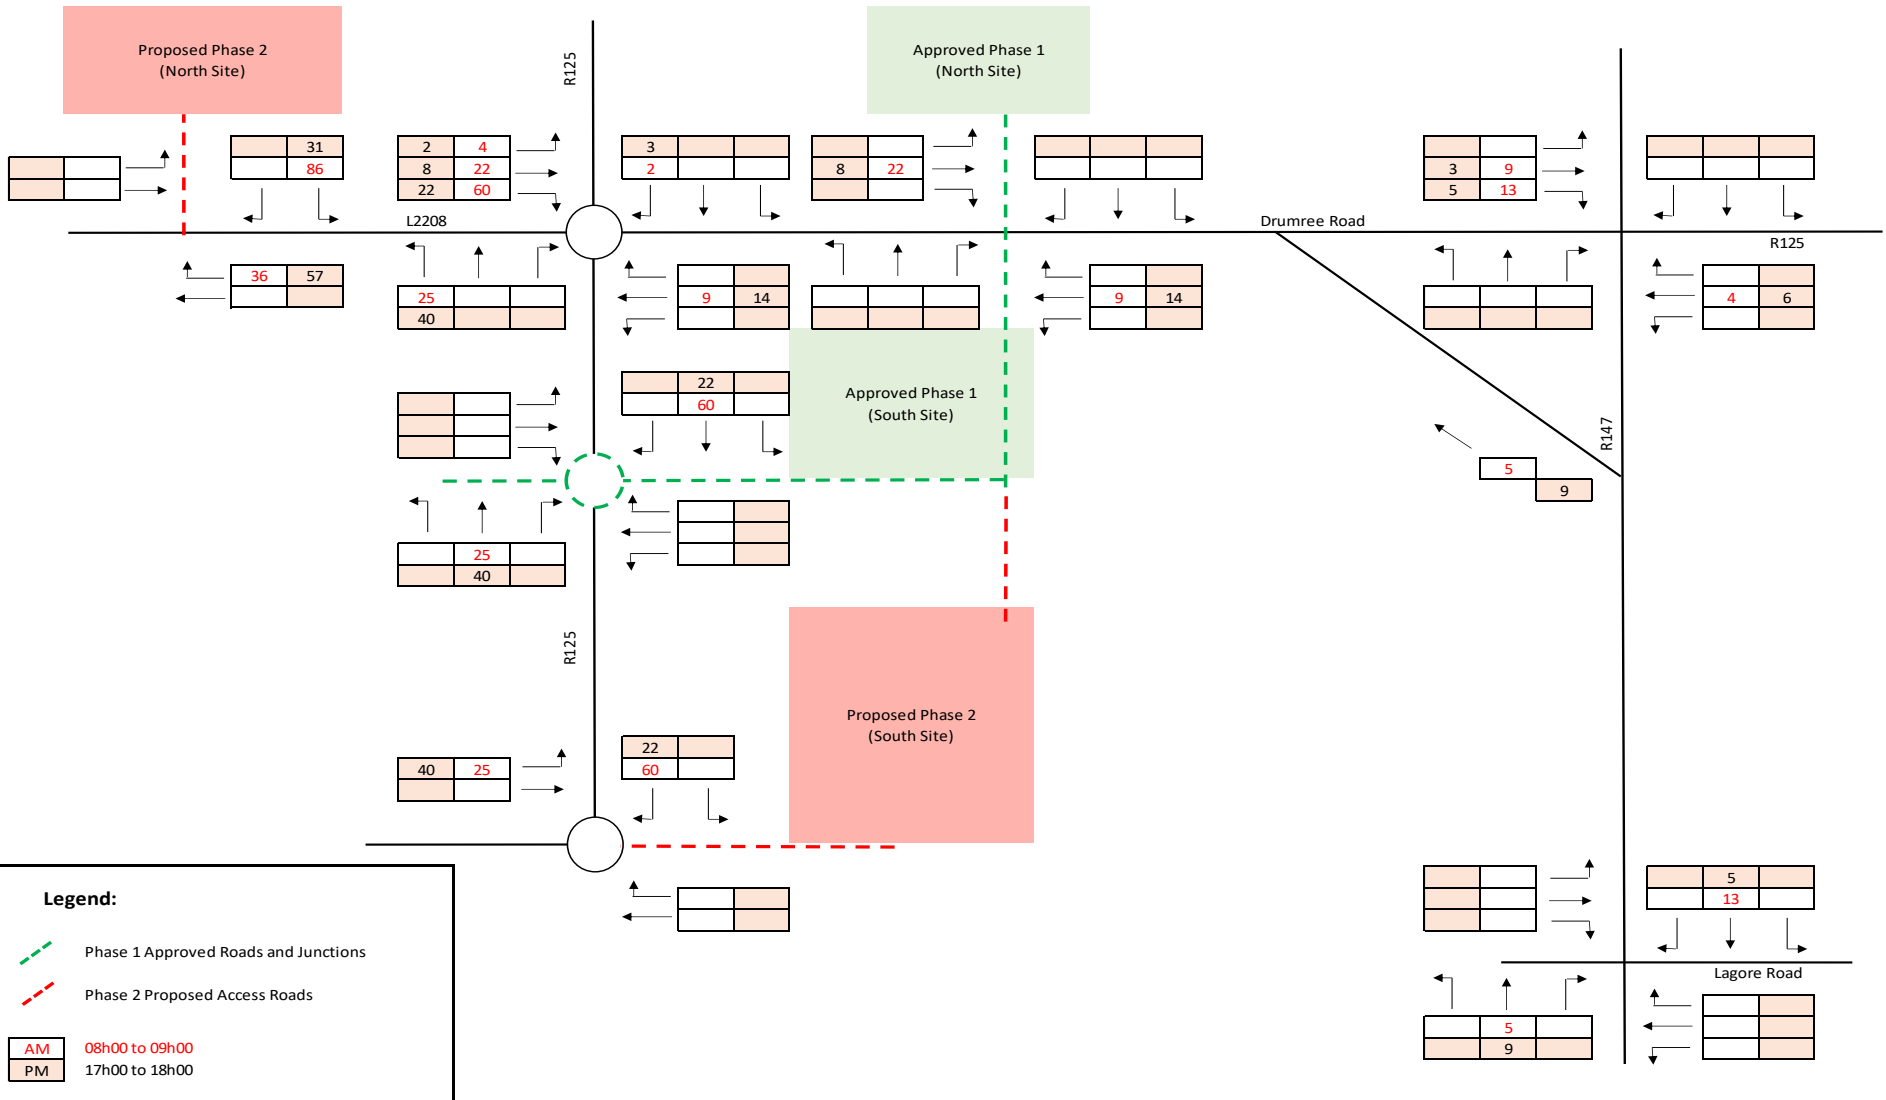 Proposed Phase 2
(North Site)
R125
Approved Phase 1
(North Site)
31
86
2 4
8 22
22 60
3
2
8 22
3 9
5 13
L2208
Drumree Road
R125
36 57
25
40
9 14
9 14
4 6
22
60
Approved Phase 1
(South Site)
R147
5
9
25
40
R125
Proposed Phase 2
(South Site)
40 25
22
60
5
13
Lagore Road
5
9
Legend:
Phase 1 Approved Roads and Junctions
Phase 2 Proposed Access Roads
AM 08h00 to 09h00
PM 17h00 to 18h00